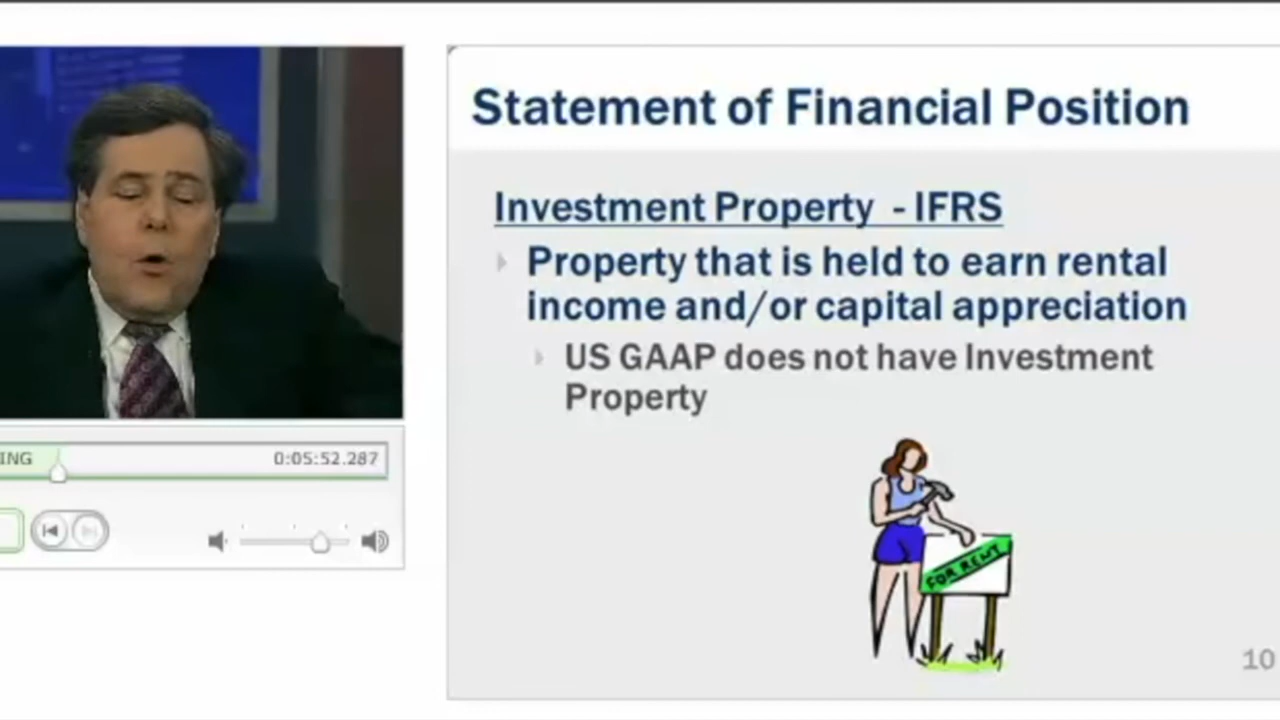 Statement of Financial Position
Investment Property - IFRS
Property that is held to earn rental
income and/or capital appreciation
US GAAP does not have Investment
Property
ING
0:05:52.287
FOR RENT
10